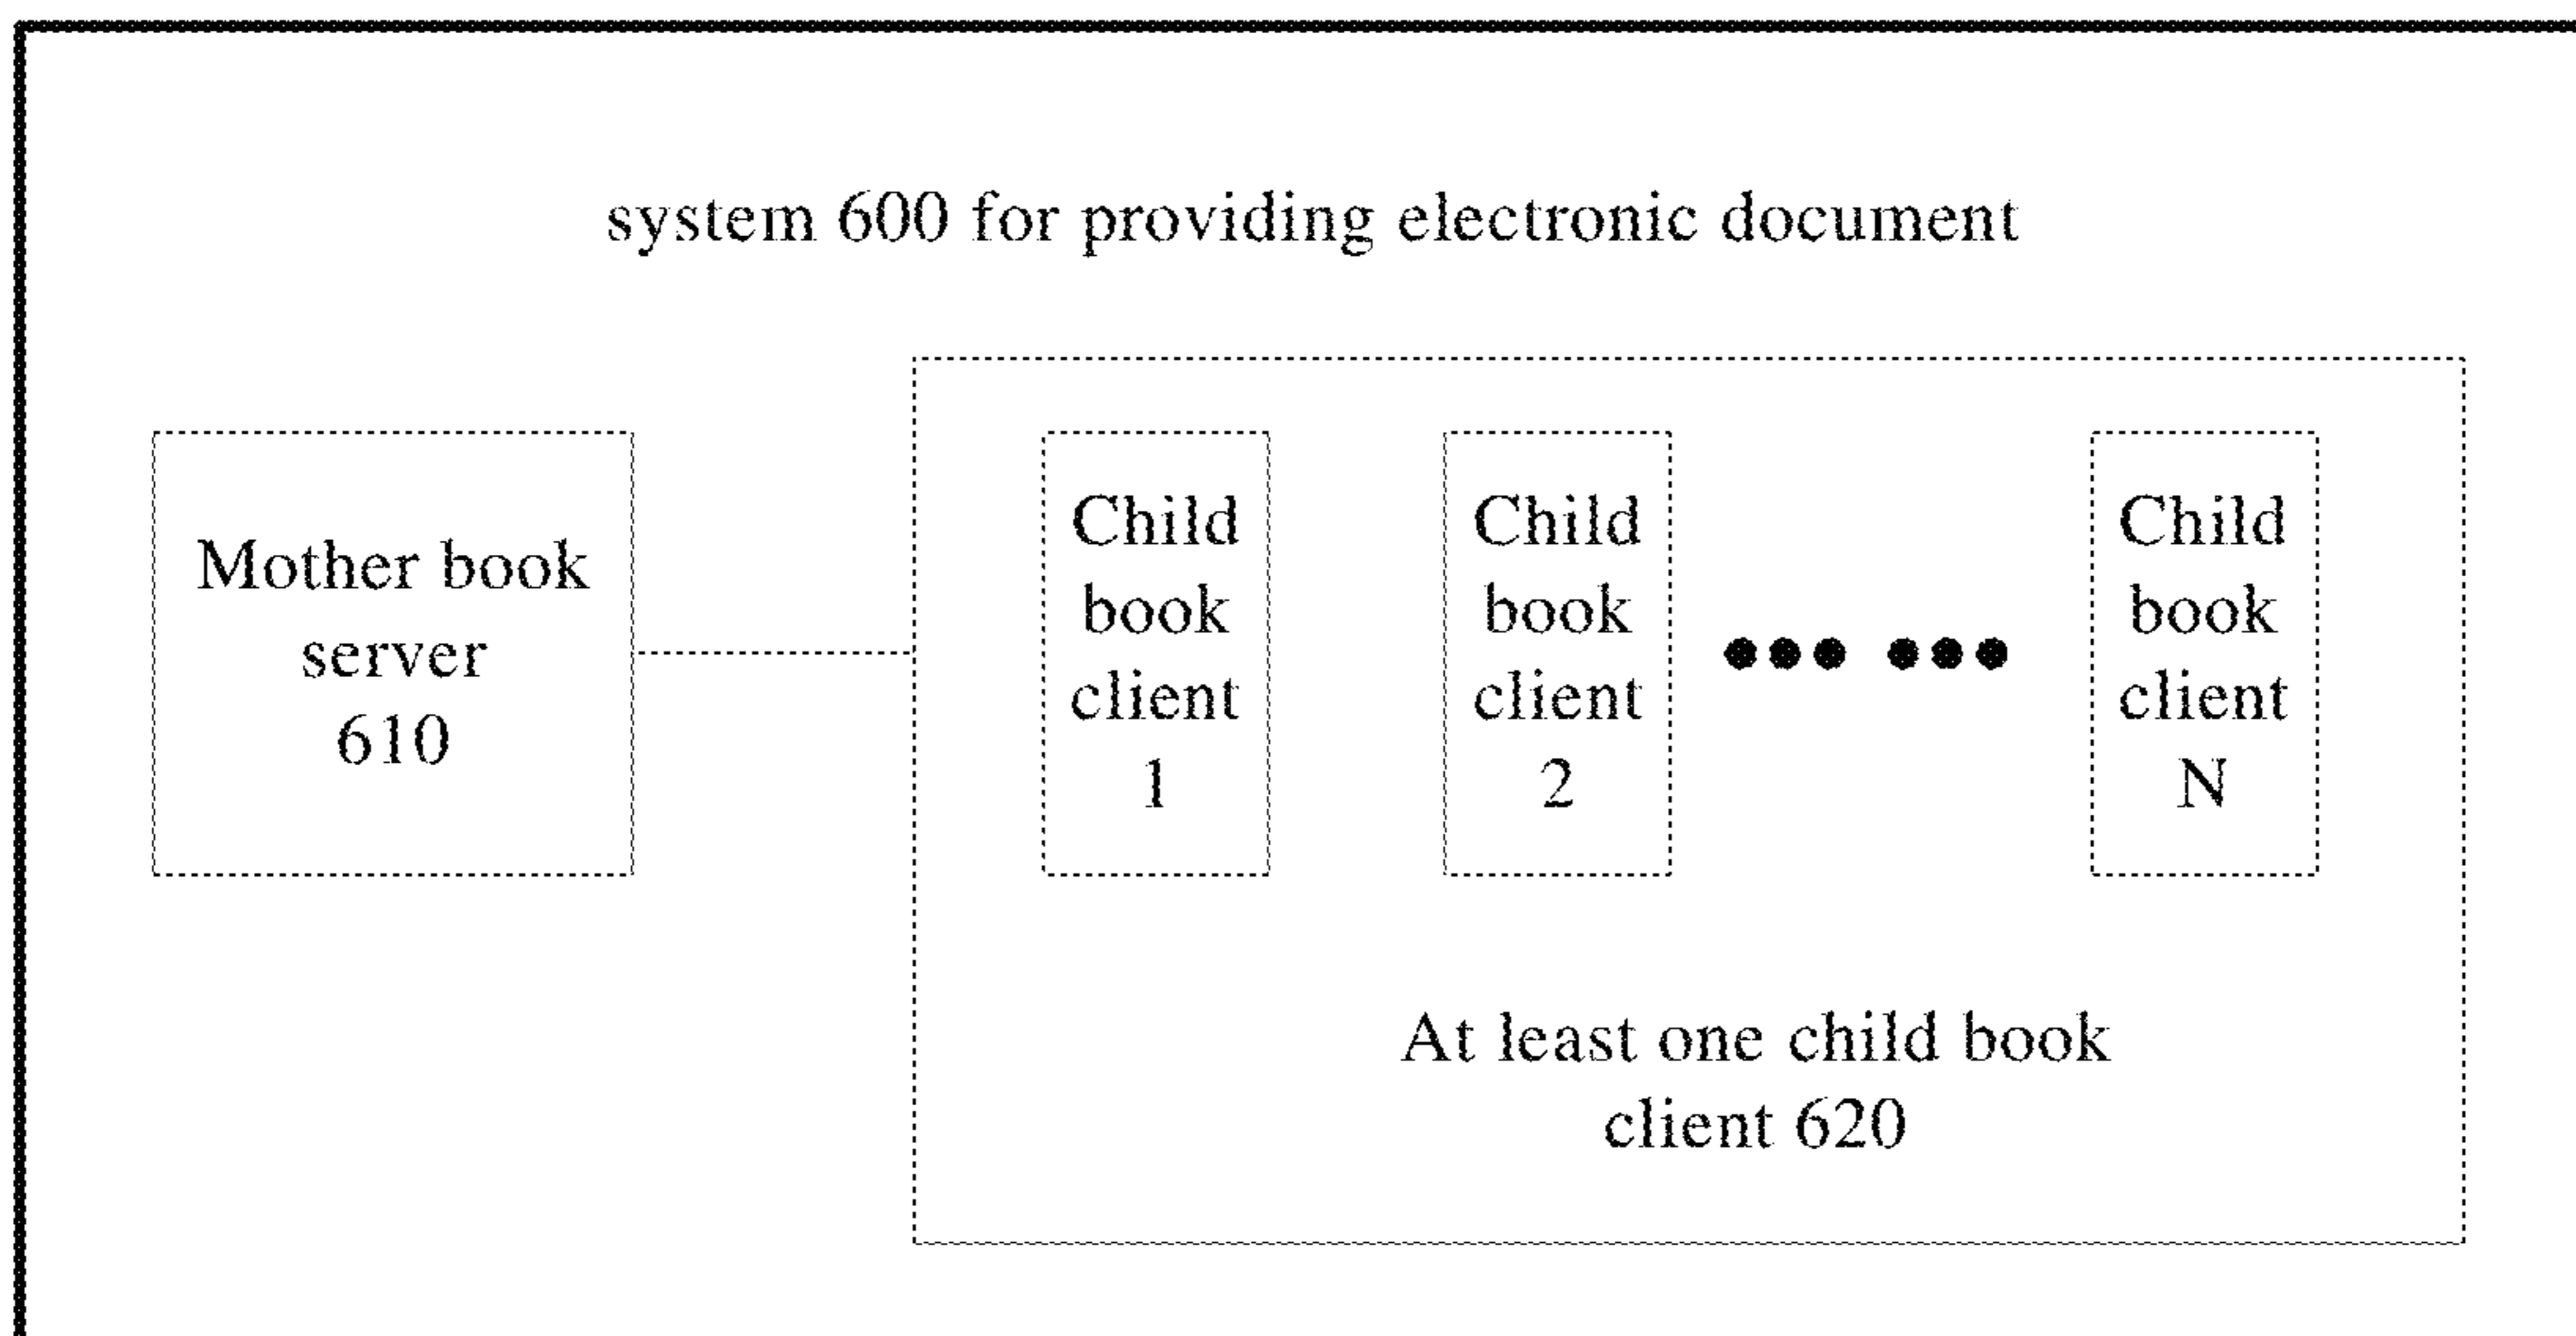 system 600 for providing electronic document
Mother book
server
610
Child
book
client
1
Child
book
client
2
Child
book
client
N
At least one child book
client 620